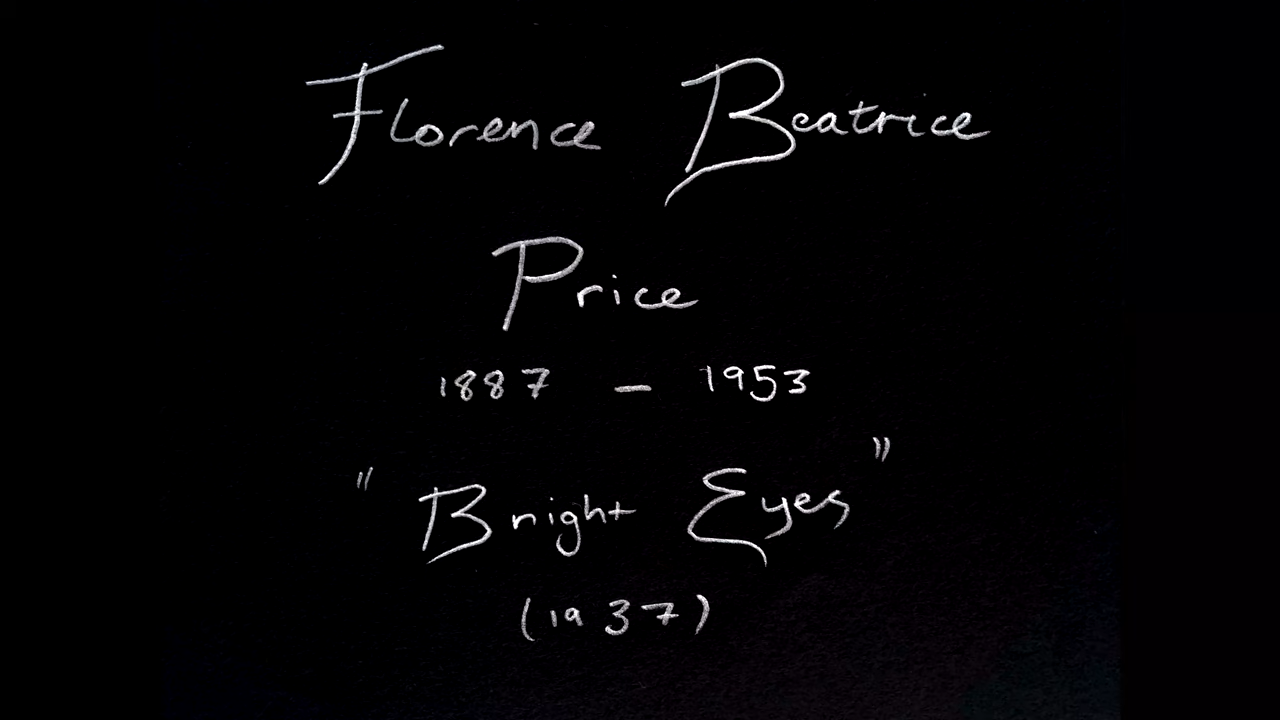 Florence Beatrice
Price
1887 – 1953
"Bright Eyes"
(1937)